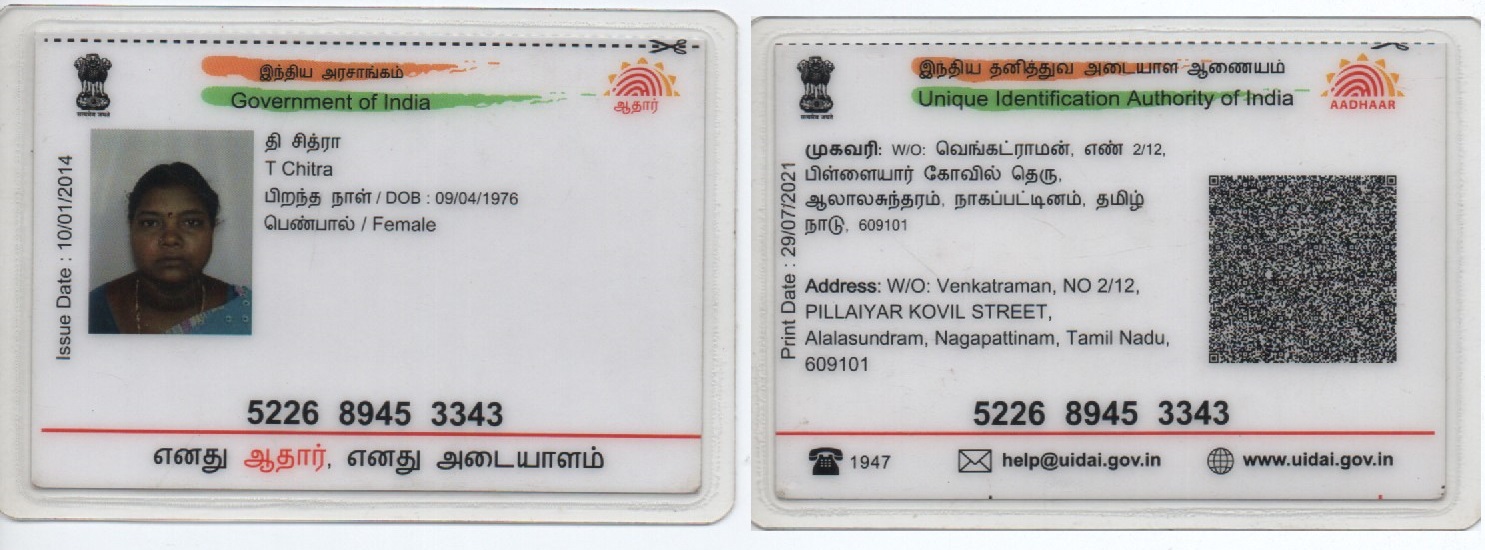 இந்திய அரசாங்கம்
Government of India
ஆதார்
Issue Date : 10/01/2014
தி சித்ரா
T Chitra
பிறந்த நாள் / DOB : 09/04/1976
பெண்பால் / Female
5226 8945 3343
எனது ஆதார், எனது அடையாளம்
இந்திய தனித்துவ அடையாள ஆணையம்
Unique Identification Authority of India
AADHAAR
Print Date : 29/07/2021
முகவரி: W/O: வெங்கட்ராமன், எண் 2/12,
பிள்ளையார் கோவில் தெரு,
ஆலாலசுந்தரம், நாகப்பட்டினம், தமிழ்
நாடு, 609101
Address: W/O: Venkatraman, NO 2/12,
PILLAIYAR KOVIL STREET,
Alalasundram, Nagapattinam, Tamil Nadu,
609101
5226 8945 3343
1947
help@uidai.gov.in
www.uidai.gov.in